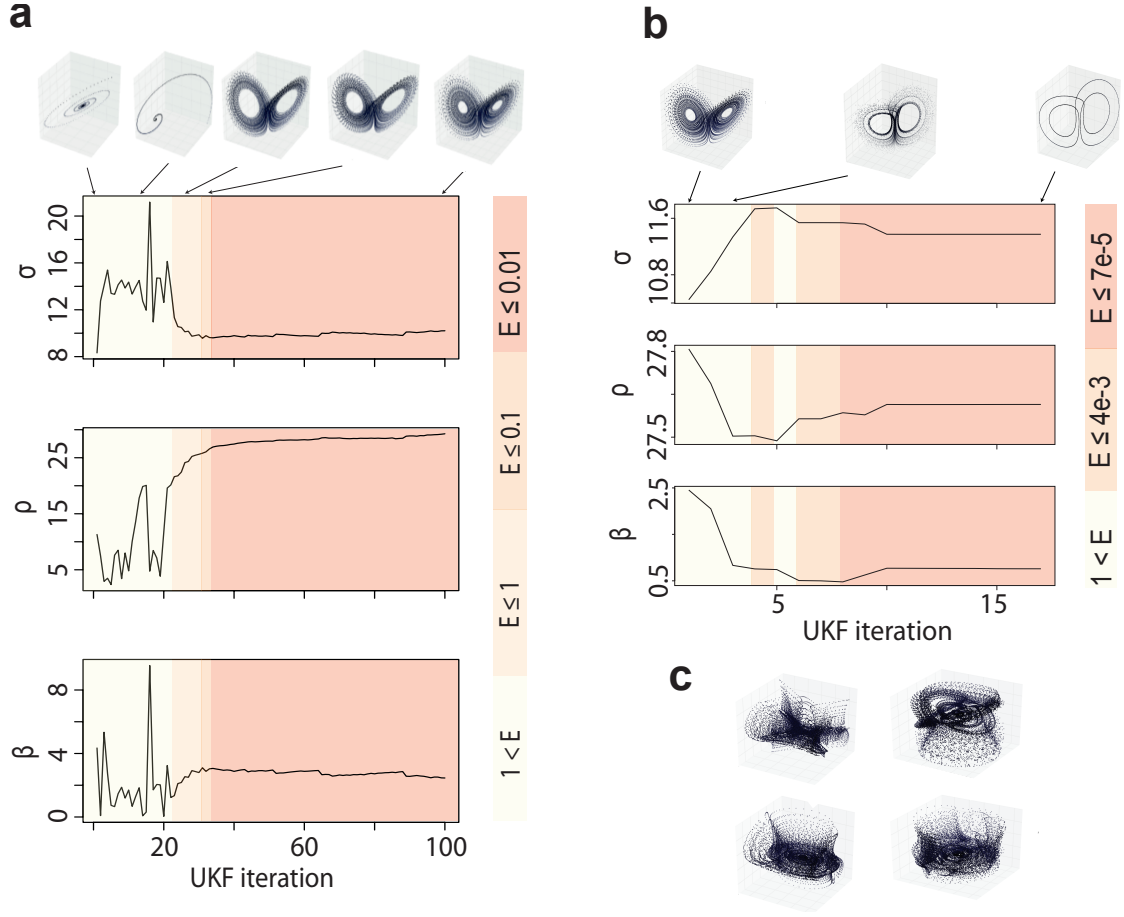 a
σ
20
16
12
8
ρ
25
15
5
β
8
4
0
20
60
100
UKF iteration
E ≤ 0.01
E ≤ 0.1
E ≤ 1
1 < E
b
σ
11.6
10.8
ρ
27.8
27.5
β
2.5
0.5
5
15
UKF iteration
E ≤ 7e-5
E ≤ 4e-3
1 < E
c